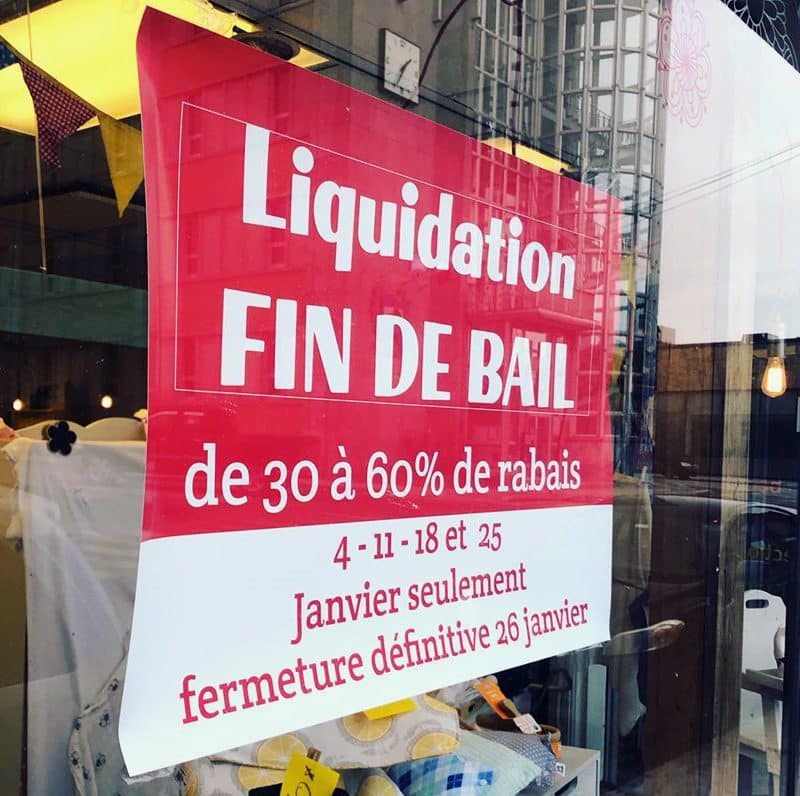 Liquidation
FIN DE BAIL
de 30 à 60% de rabais
4 - 11 - 18 et 25
Janvier seulement
fermeture définitive 26 janvier